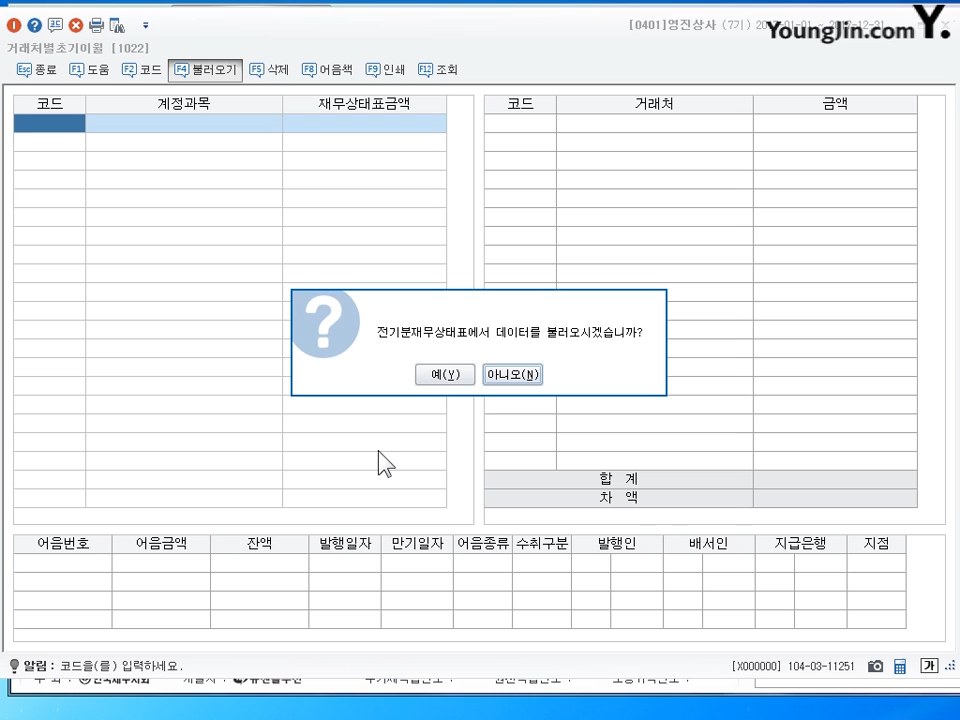 [0401]영진상사 (7기) 2017-01-01 ~ 2017-12-31
YoungJin.com Y.
거래처별초기이월 [1022]
Esc 종료 F1 도움 F2 코드 F4 불러오기 F5 삭제 F8 어음책 F9 인쇄 F12 조회
코드 계정과목 재무상태표금액 코드 거래처 금액
전기분재무상태표에서 데이터를 불러오시겠습니까?
예(Y) 아니오(N)
합 계
차 액
어음번호 어음금액 잔액 발행일자 만기일자 어음종류 수취구분 발행인 배서인 지급은행 지점
알림 : 코드을(를) 입력하세요.
[X000000] 104-03-11251 가